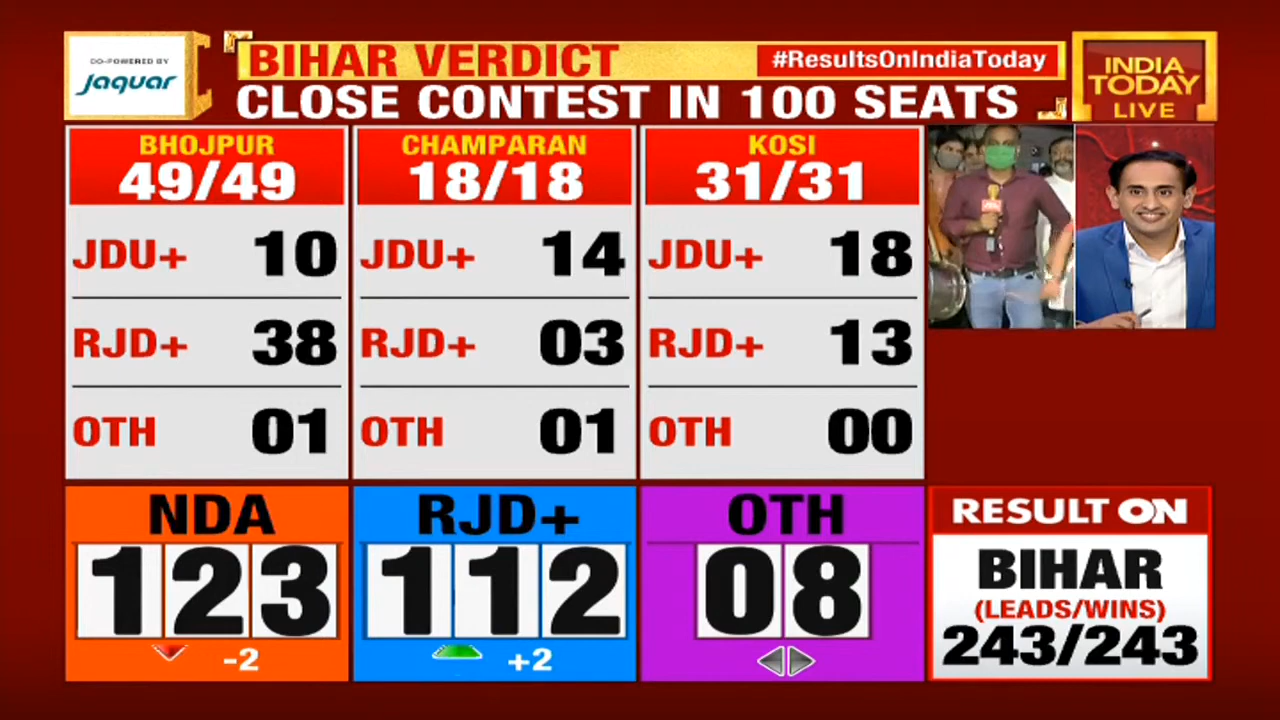 CO-POWERED BY
Jaquar
BIHAR VERDICT
#ResultsOnIndiaToday
CLOSE CONTEST IN 100 SEATS
INDIA
TODAY
LIVE
BHOJPUR
49/49
JDU+ 10
RJD+ 38
OTH 01
CHAMPARAN
18/18
JDU+ 14
RJD+ 03
OTH 01
KOSI
31/31
JDU+ 18
RJD+ 13
OTH 00
NDA
123
-2
RJD+
112
+2
OTH
08
RESULT ON
BIHAR
(LEADS/WINS)
243/243